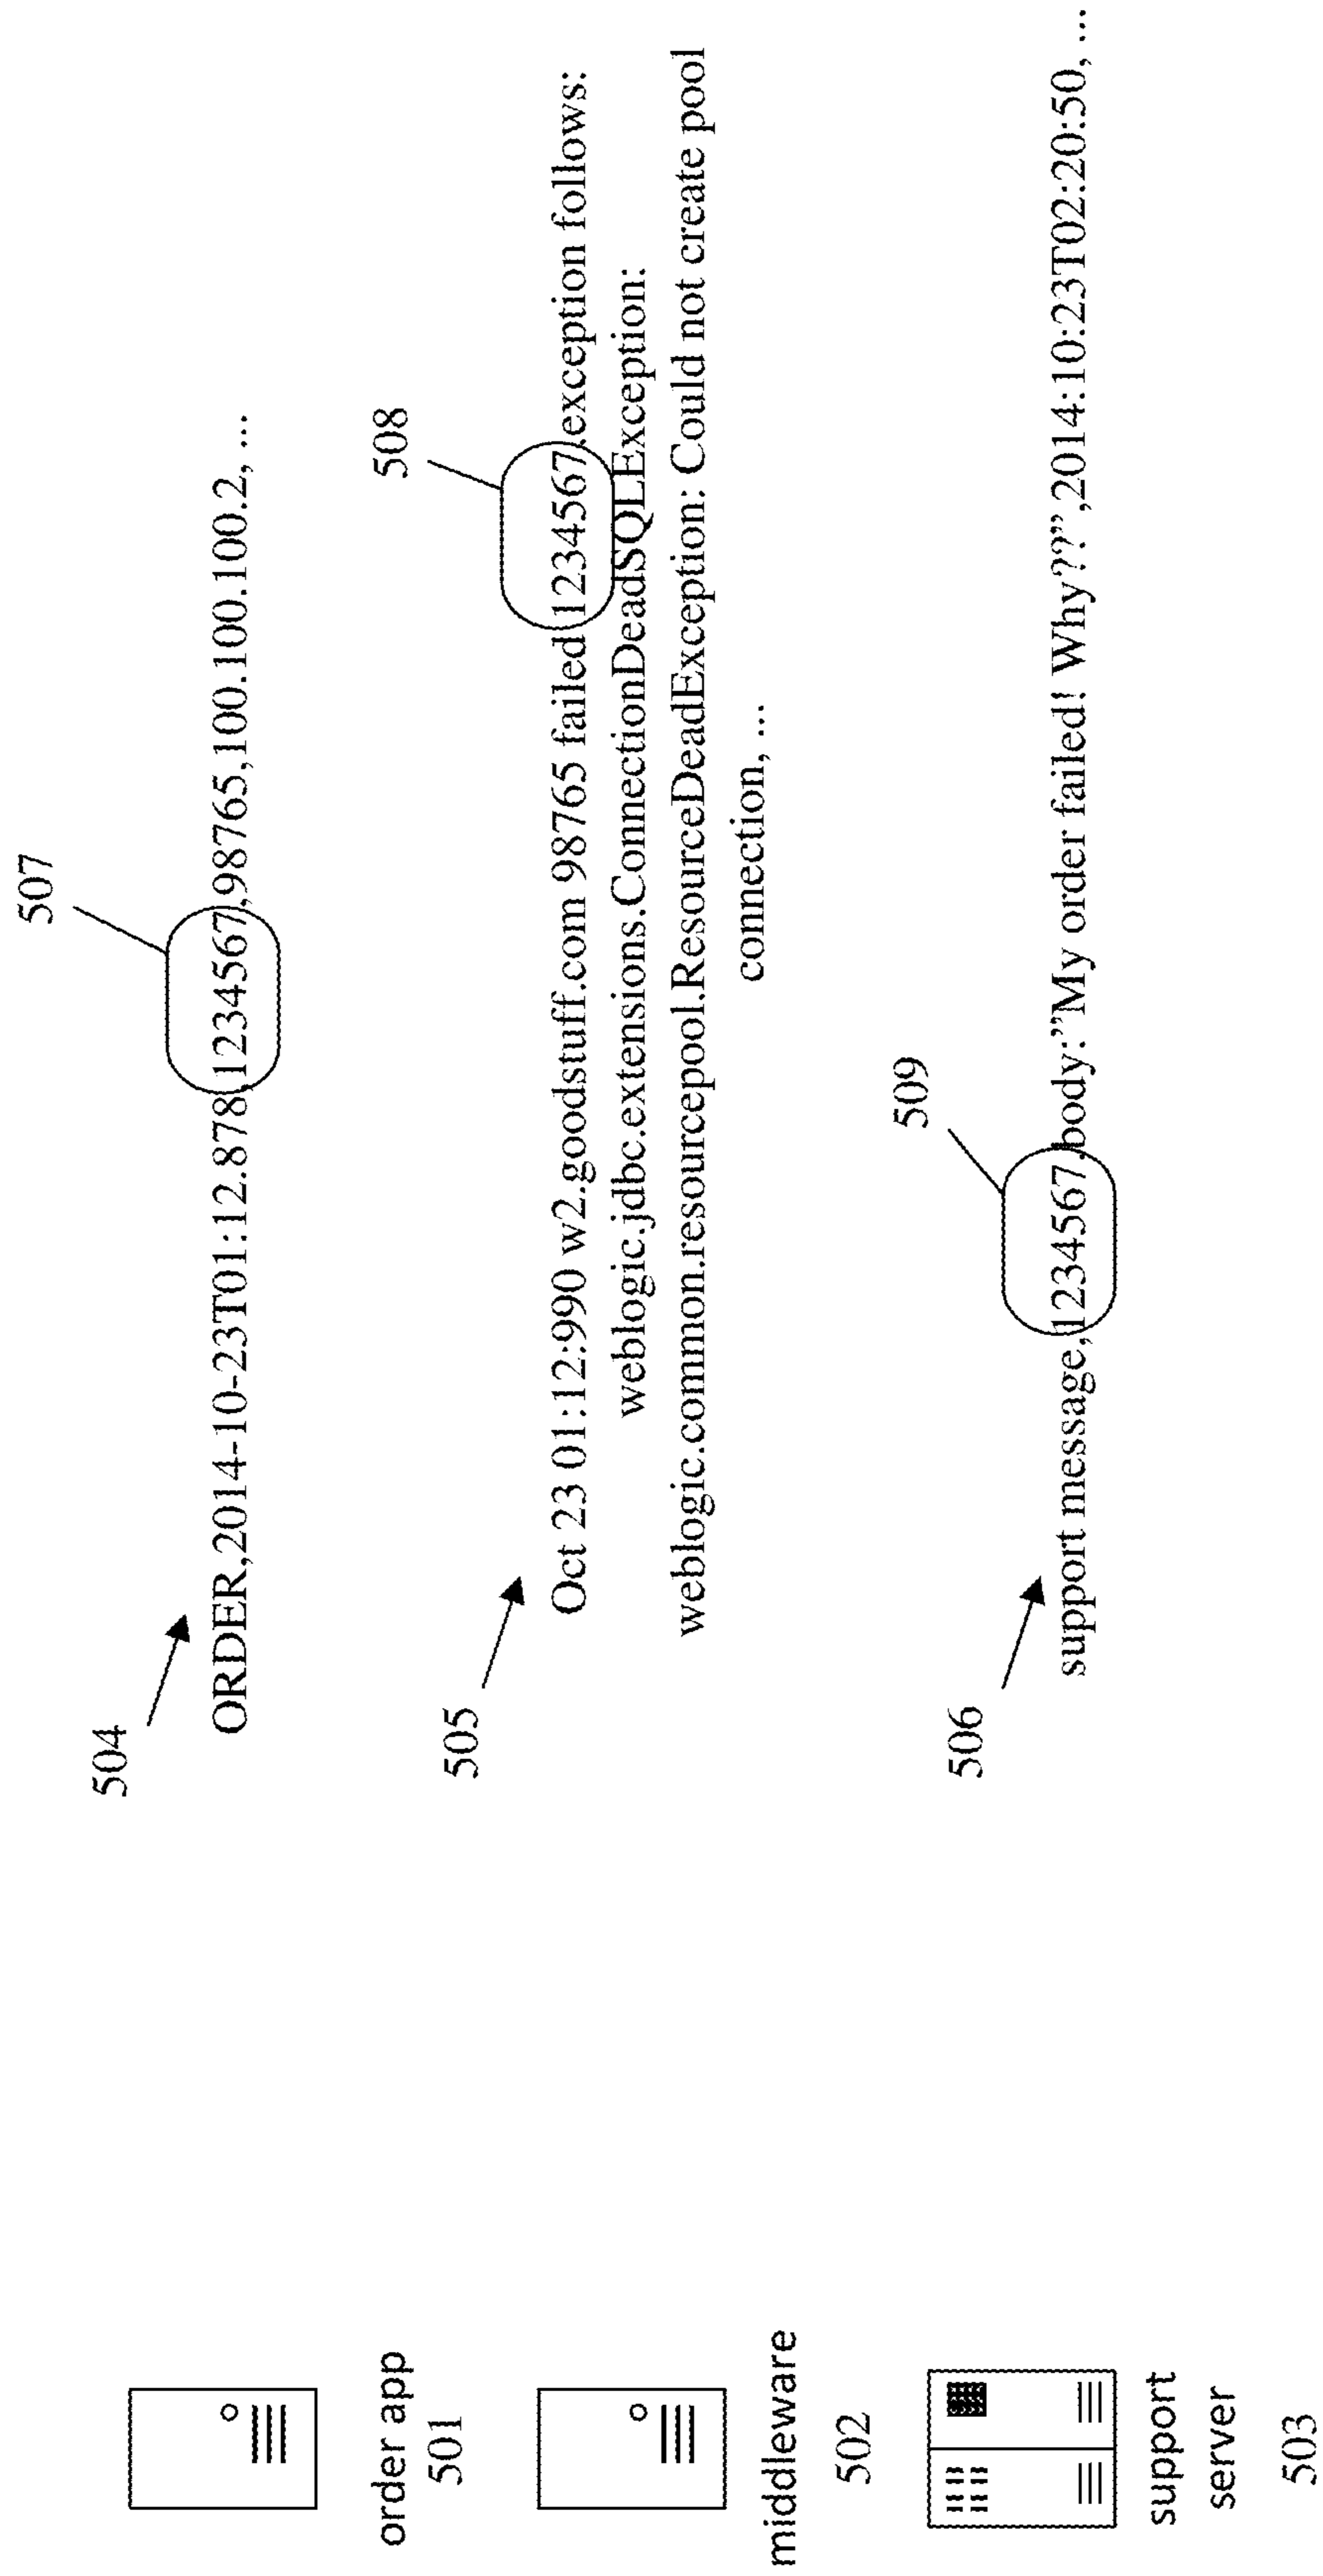 507
504
ORDER,2014-10-23T01:12.878,1234567,98765,100.100.100.2, ...
order app
501
508
505
Oct 23 01:12:990 w2.goodstuff.com 98765 failed 1234567.exception follows:
weblogic.jdbc.extensions.ConnectionDeadSQLException:
weblogic.common.resourcepool.ResourceDeadException: Could not create pool
connection, ...
middleware
502
509
506
support message,1234567.body:”My order failed! Why??”,2014:10:23T02:20:50, ...
support
server
503